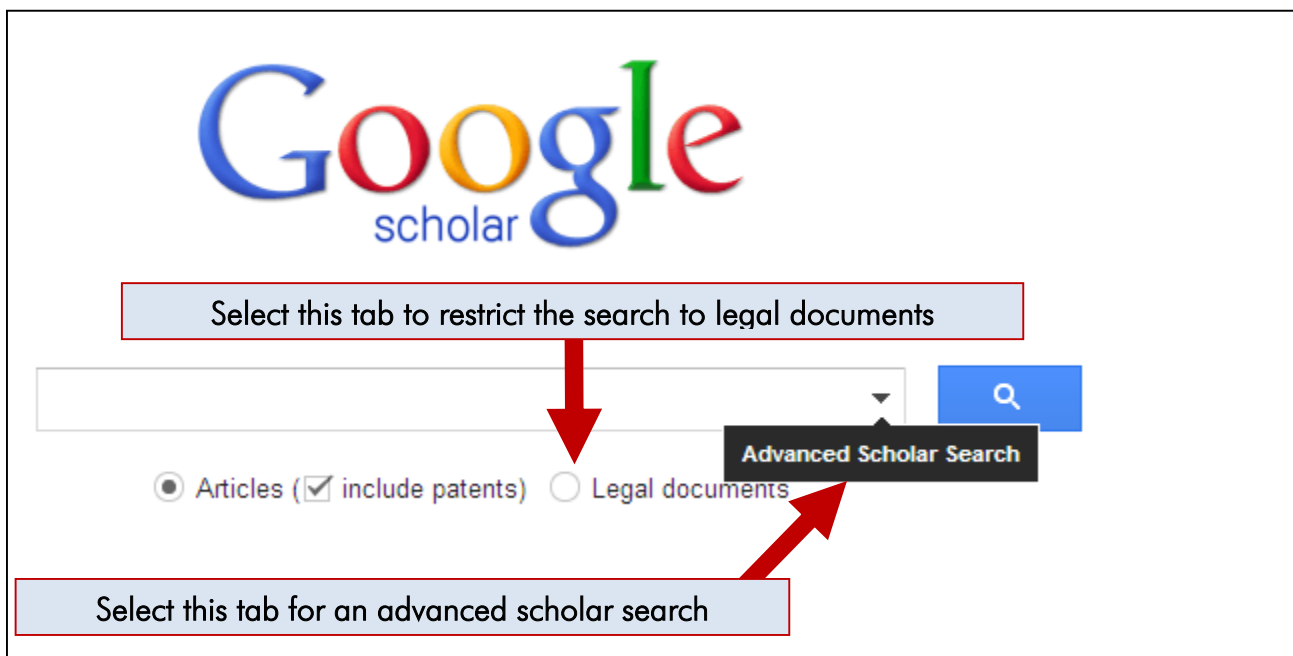 Google
scholar
Select this tab to restrict the search to legal documents
Advanced Scholar Search
Articles (include patents) Legal documents
Select this tab for an advanced scholar search